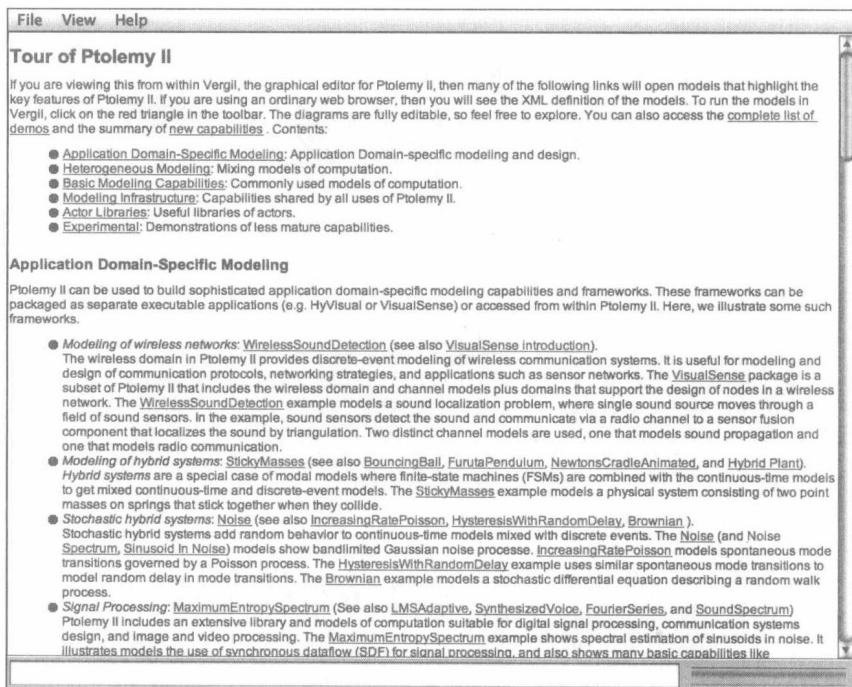 File View Help
Tour of Ptolemy II
If you are viewing this from within Vergil, the graphical editor for Ptolemy II, then many of the following links will open models that highlight the
key features of Ptolemy II. If you are using an ordinary web browser, then you will see the XML definition of the models. To run the models in
Vergil, click on the red triangle in the toolbar. The diagrams are fully editable, so feel free to explore. You can also access the complete list of
demos and the summary of new capabilities . Contents:
● Application Domain-Specific Modeling: Application Domain-specific modeling and design.
● Heterogeneous Modeling: Mixing models of computation.
● Basic Modeling Capabilities: Commonly used models of computation.
● Modeling Infrastructure: Capabilities shared by all uses of Ptolemy II.
● Actor Libraries: Useful libraries of actors.
● Experimental: Demonstrations of less mature capabilities.
Application Domain-Specific Modeling
Ptolemy II can be used to build sophisticated application domain-specific modeling capabilities and frameworks. These frameworks can be
packaged as separate executable applications (e.g. HyVisual or VisualSense) or accessed from within Ptolemy II. Here, we illustrate some such
frameworks.
● Modeling of wireless networks: WirelessSoundDetection (see also VisualSense introduction).
The wireless domain in Ptolemy II provides discrete-event modeling of wireless communication systems. It is useful for modeling and
design of communication protocols, networking strategies, and applications such as sensor networks. The VisualSense package is a
subset of Ptolemy II that includes the wireless domain and channel models plus domains that support the design of nodes in a wireless
network. The WirelessSoundDetection example models a sound localization problem, where single sound source moves through a
field of sound sensors. In the example, sound sensors detect the sound and communicate via a radio channel to a sensor fusion
component that localizes the sound by triangulation. Two distinct channel models are used, one that models sound propagation and
one that models radio communication.
● Modeling of hybrid systems: StickyMasses (see also BouncingBall, FurutaPendulum, NewtonsCradleAnimated, and Hybrid Plant).
Hybrid systems are a special case of modal models where finite-state machines (FSMs) are combined with the continuous-time models
to get mixed continuous-time and discrete-event models. The StickyMasses example models a physical system consisting of two point
masses on springs that stick together when they collide.
● Stochastic hybrid systems: Noise (see also IncreasingRatePoisson, HysteresisWithRandomDelay, Brownian ).
Stochastic hybrid systems add random behavior to continuous-time models mixed with discrete events. The Noise (and Noise
Spectrum, Sinusoid In Noise) models show bandlimited Gaussian noise processe. IncreasingRatePoisson models spontaneous mode
transitions governed by a Poisson process. The HysteresisWithRandomDelay example uses similar spontaneous mode transitions to
model random delay in mode transitions. The Brownian example models a stochastic differential equation describing a random walk
process.
● Signal Processing: MaximumEntropySpectrum (See also LMSAdaptive, SynthesizedVoice, FourierSeries, and SoundSpectrum)
Ptolemy II includes an extensive library and models of computation suitable for digital signal processing, communication systems
design, and image and video processing. The MaximumEntropySpectrum example shows spectral estimation of sinusoids in noise. It
illustrates models the use of synchronous dataflow (SDF) for signal processing, and also shows many basic capabilities like